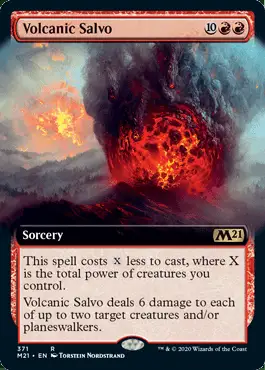 Volcanic Salvo 10
M21
Sorcery
This spell costs X less to cast, where X
is the total power of creatures you
control.
Volcanic Salvo deals 6 damage to each
of up to two target creatures and/or
planeswalkers.
371 R
M21 • EN TORSTEIN NORDSTRAND
™ & © 2020 Wizards of the Coast